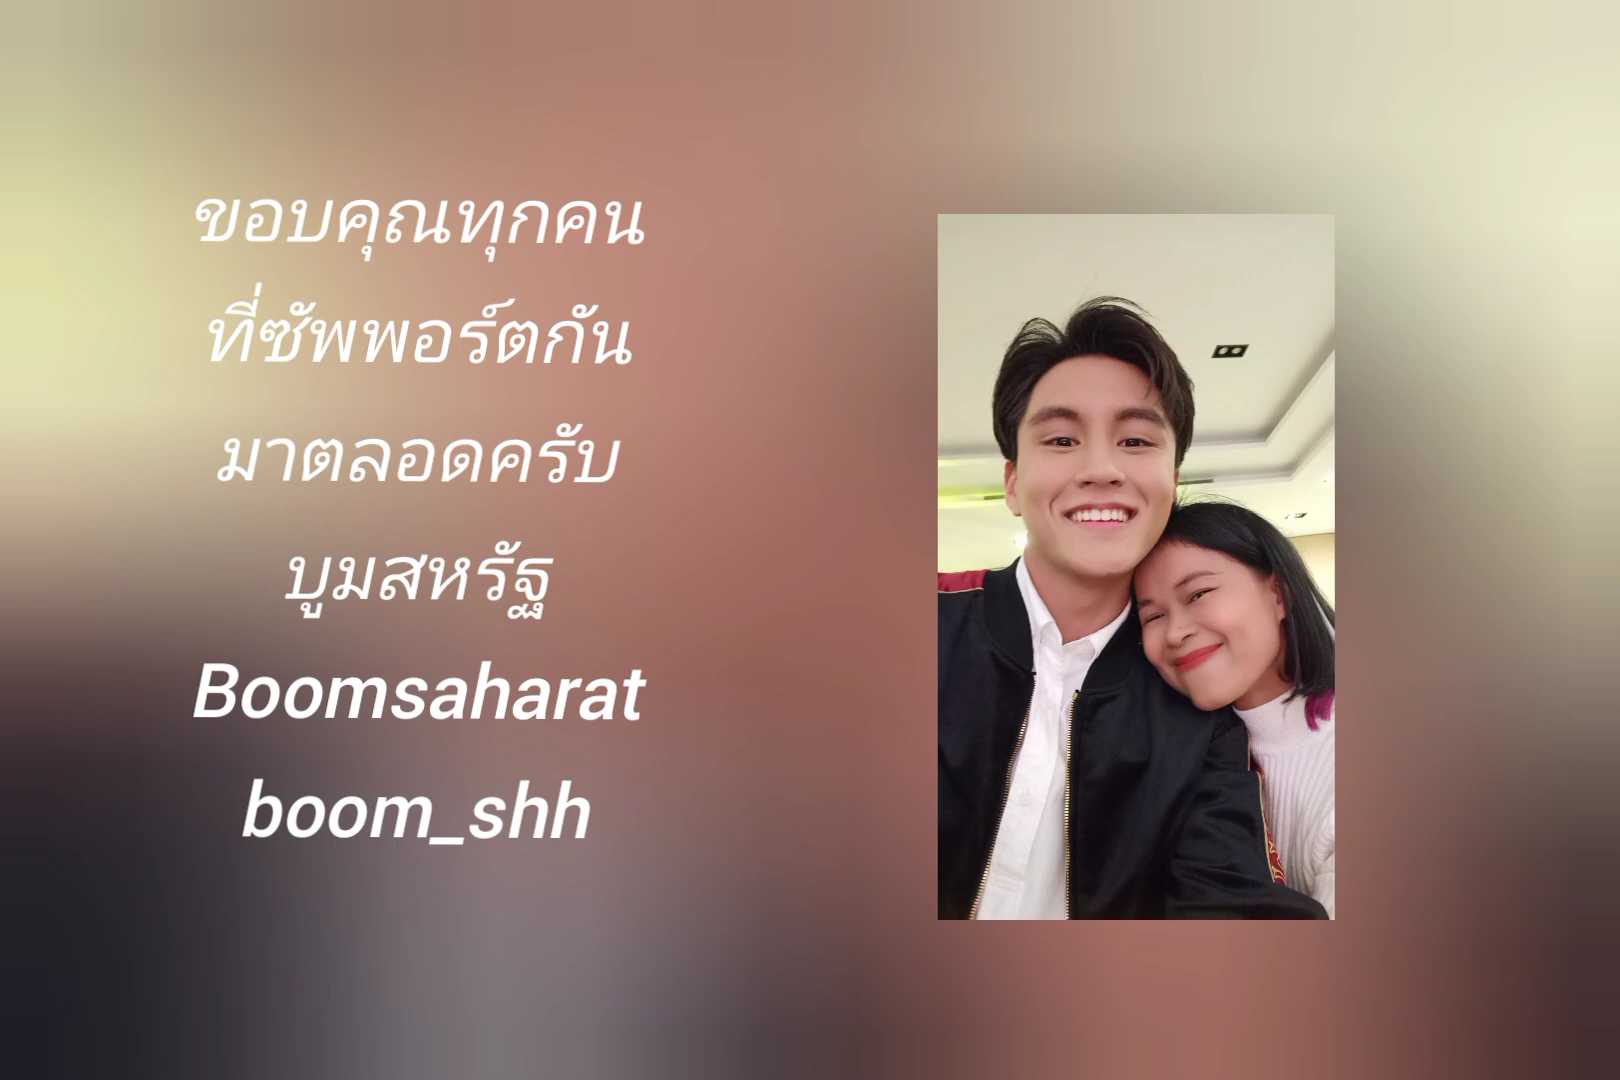 ขอบคุณทุกคน
ที่ซัพพอร์ตกัน
มาตลอดครับ
บูมสหรัฐ
Boomsaharat
boom_shh